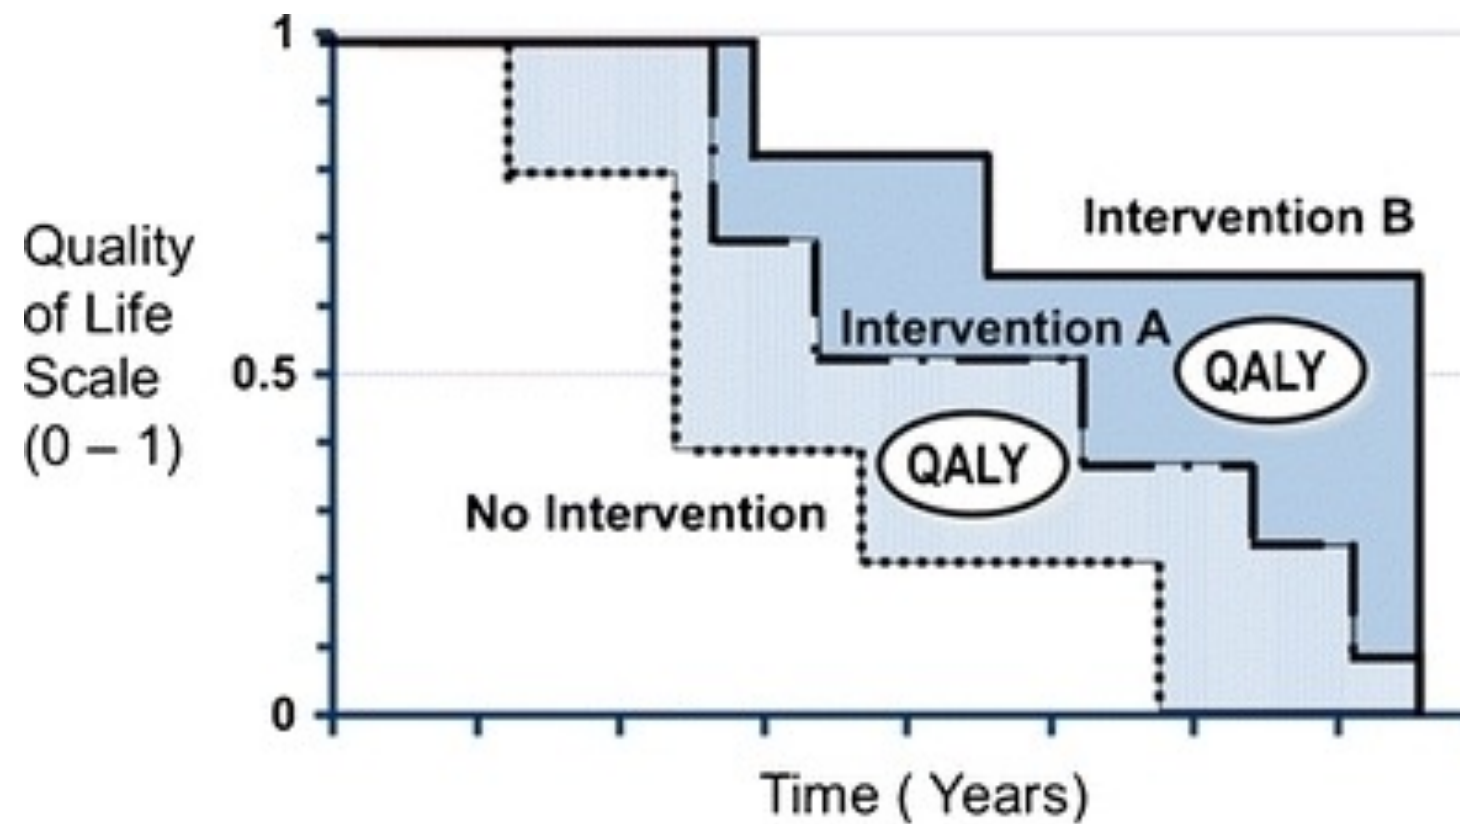 1
Quality
of Life
Scale
(0 – 1)
0.5
0
Intervention B
Intervention A
QALY
QALY
No Intervention
Time ( Years)